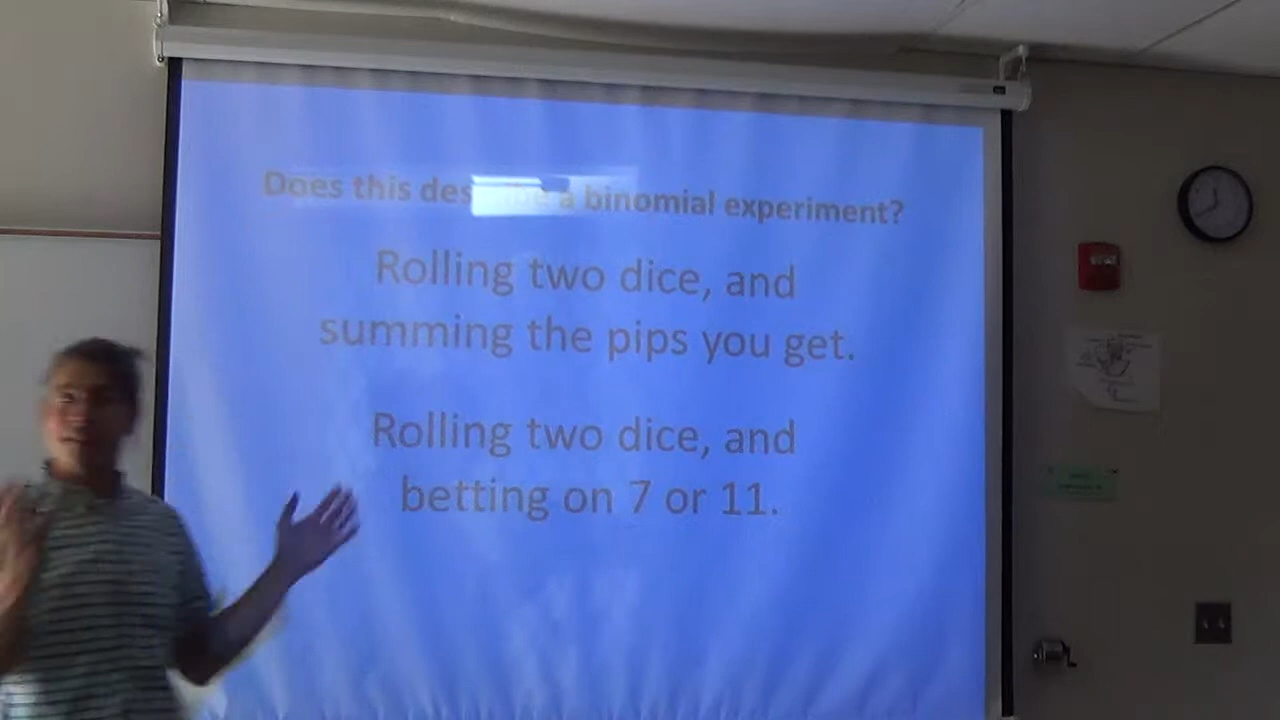 Does this describe a binomial experiment?
Rolling two dice, and
summing the pips you get.
Rolling two dice, and
betting on 7 or 11.